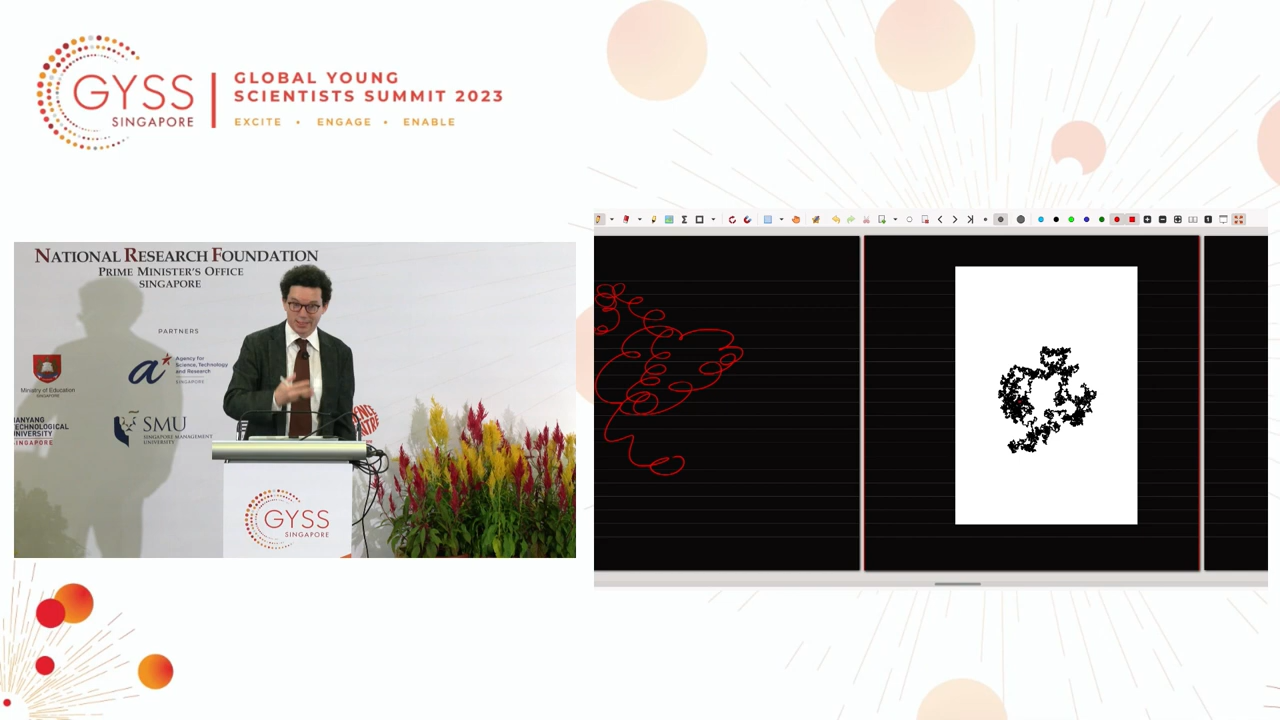 GYSS
SINGAPORE
GLOBAL YOUNG
SCIENTISTS SUMMIT 2023
EXCITE • ENGAGE • ENABLE
NATIONAL RESEARCH FOUNDATION
PRIME MINISTER'S OFFICE
SINGAPORE
PARTNERS
Ministry of Education
SINGAPORE
a*
Agency for
Science, Technology
and Research
SINGAPORE
NANYANG
TECHNOLOGICAL
UNIVERSITY
SINGAPORE
SMU
SINGAPORE MANAGEMENT
UNIVERSITY
GYSS
SINGAPORE